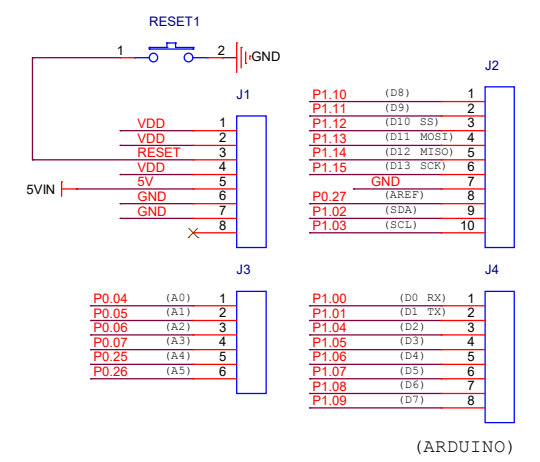 RESET1
1 2 GND
J1
VDD 1
VDD 2
RESET 3
VDD 4
5VIN 5V 5
GND 6
GND 7
8
J2
P1.10 (D8) 1
P1.11 (D9) 2
P1.12 (D10 SS) 3
P1.13 (D11 MOSI) 4
P1.14 (D12 MISO) 5
P1.15 (D13 SCK) 6
GND 7
P0.27 (AREF) 8
P1.02 (SDA) 9
P1.03 (SCL) 10
J3
P0.04 (A0) 1
P0.05 (A1) 2
P0.06 (A2) 3
P0.07 (A3) 4
P0.25 (A4) 5
P0.26 (A5) 6
J4
P1.00 (D0 RX) 1
P1.01 (D1 TX) 2
P1.04 (D2) 3
P1.05 (D3) 4
P1.06 (D4) 5
P1.07 (D5) 6
P1.08 (D6) 7
P1.09 (D7) 8
(ARDUINO)